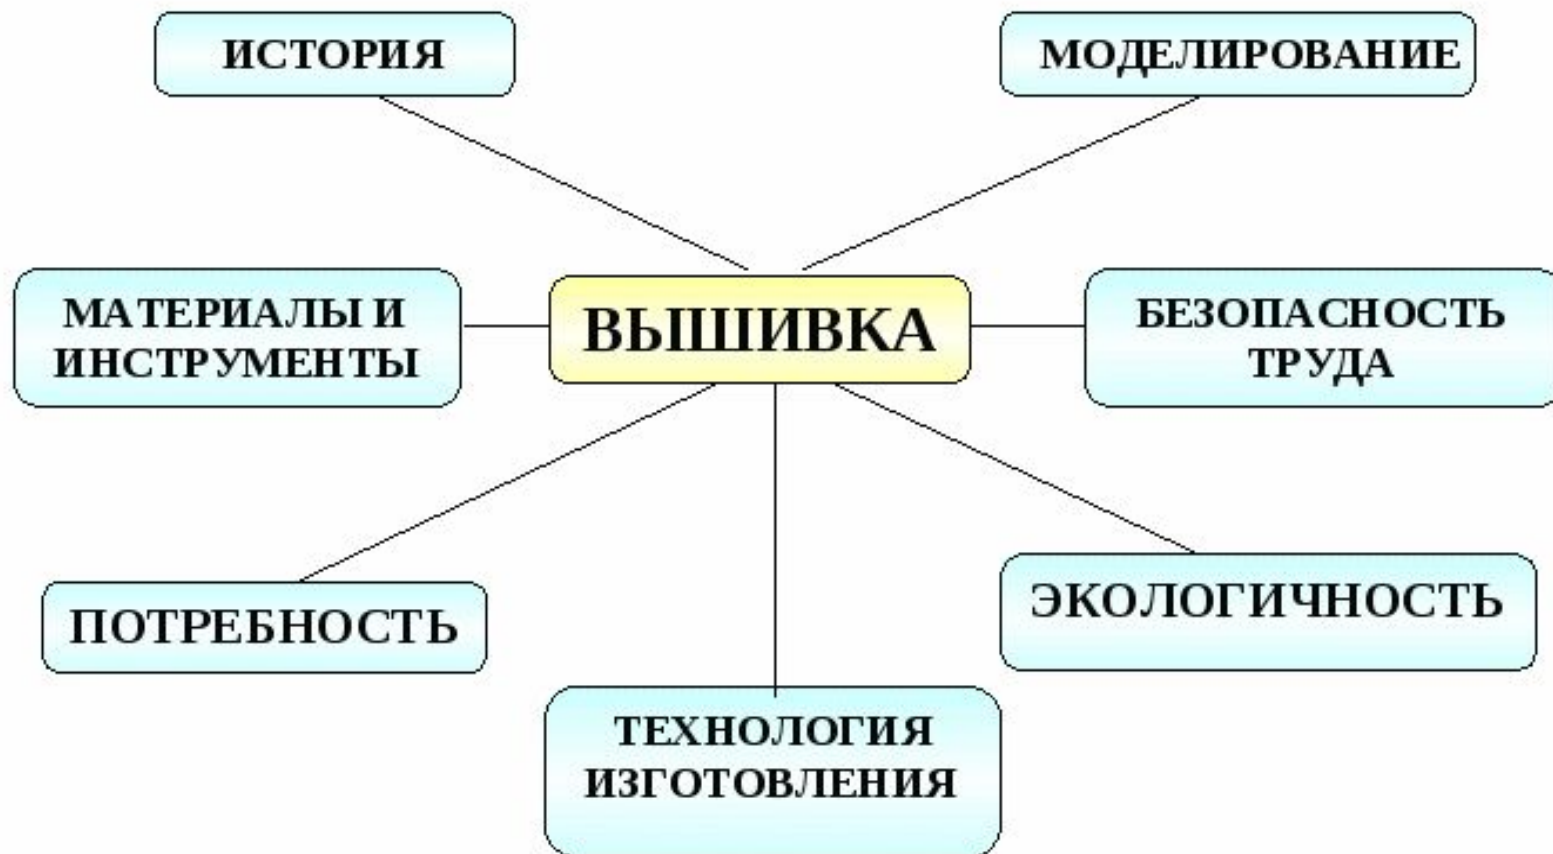 ИСТОРИЯ
МОДЕЛИРОВАНИЕ
МАТЕРИАЛЫ И
ИНСТРУМЕНТЫ
ВЫШИВКА
БЕЗОПАСНОСТЬ
ТРУДА
ПОТРЕБНОСТЬ
ЭКОЛОГИЧНОСТЬ
ТЕХНОЛОГИЯ
ИЗГОТОВЛЕНИЯ